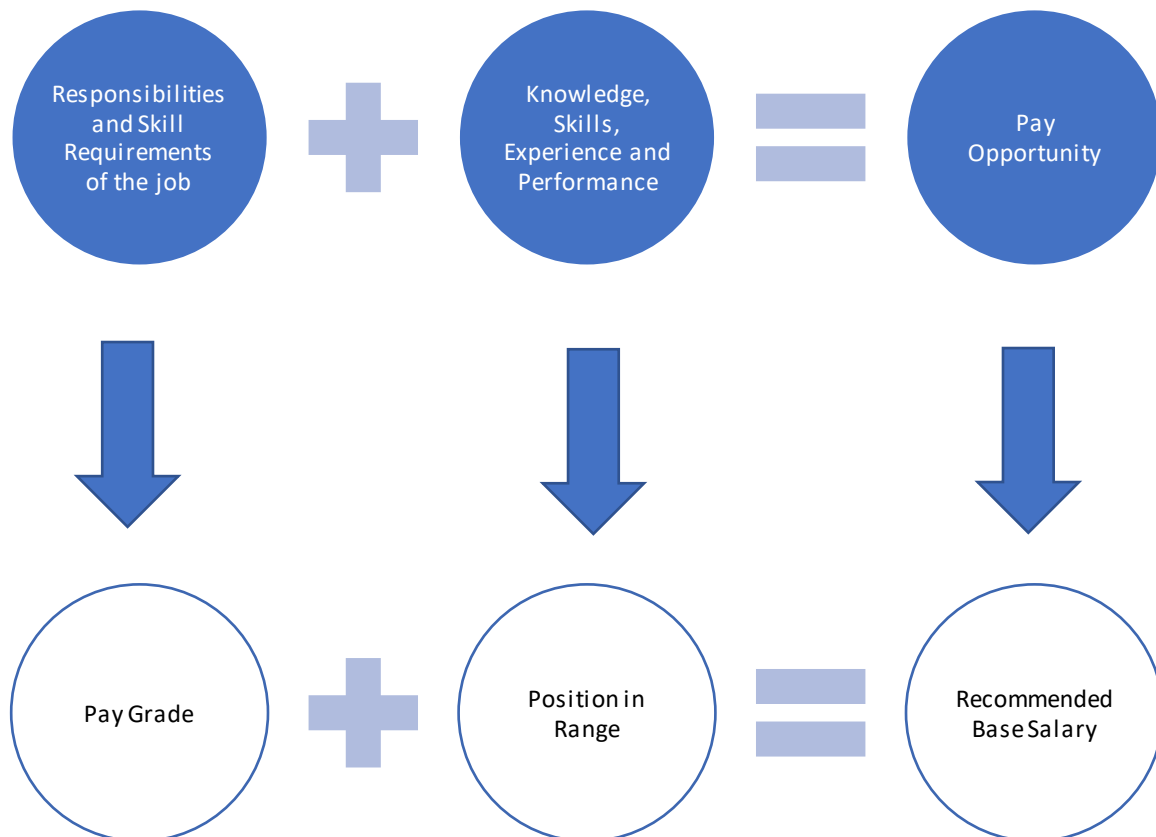 Responsibilities
and Skill
Requirements
of the job
Knowledge,
Skills,
Experience and
Performance
Pay
Opportunity
Pay Grade
Position in
Range
Recommended
Base Salary